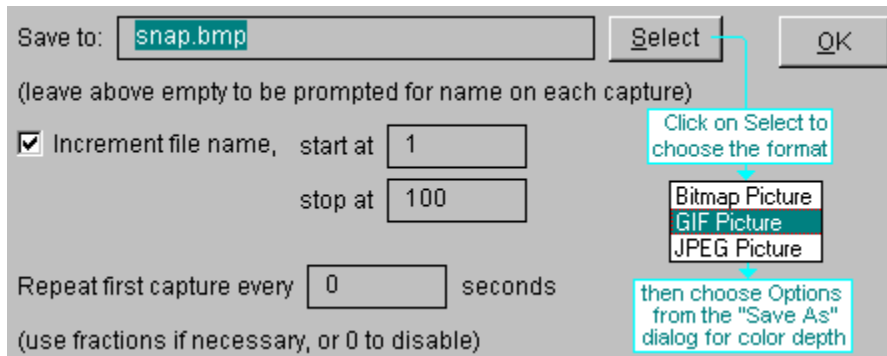 Save to: snap.bmp Select OK
(leave above empty to be prompted for name on each capture)
Click on Select to
choose the format
Increment file name, start at 1
stop at 100
Bitmap Picture
GIF Picture
JPEG Picture
Repeat first capture every 0 seconds
(use fractions if necessary, or 0 to disable)
then choose Options
from the "Save As"
dialog for color depth